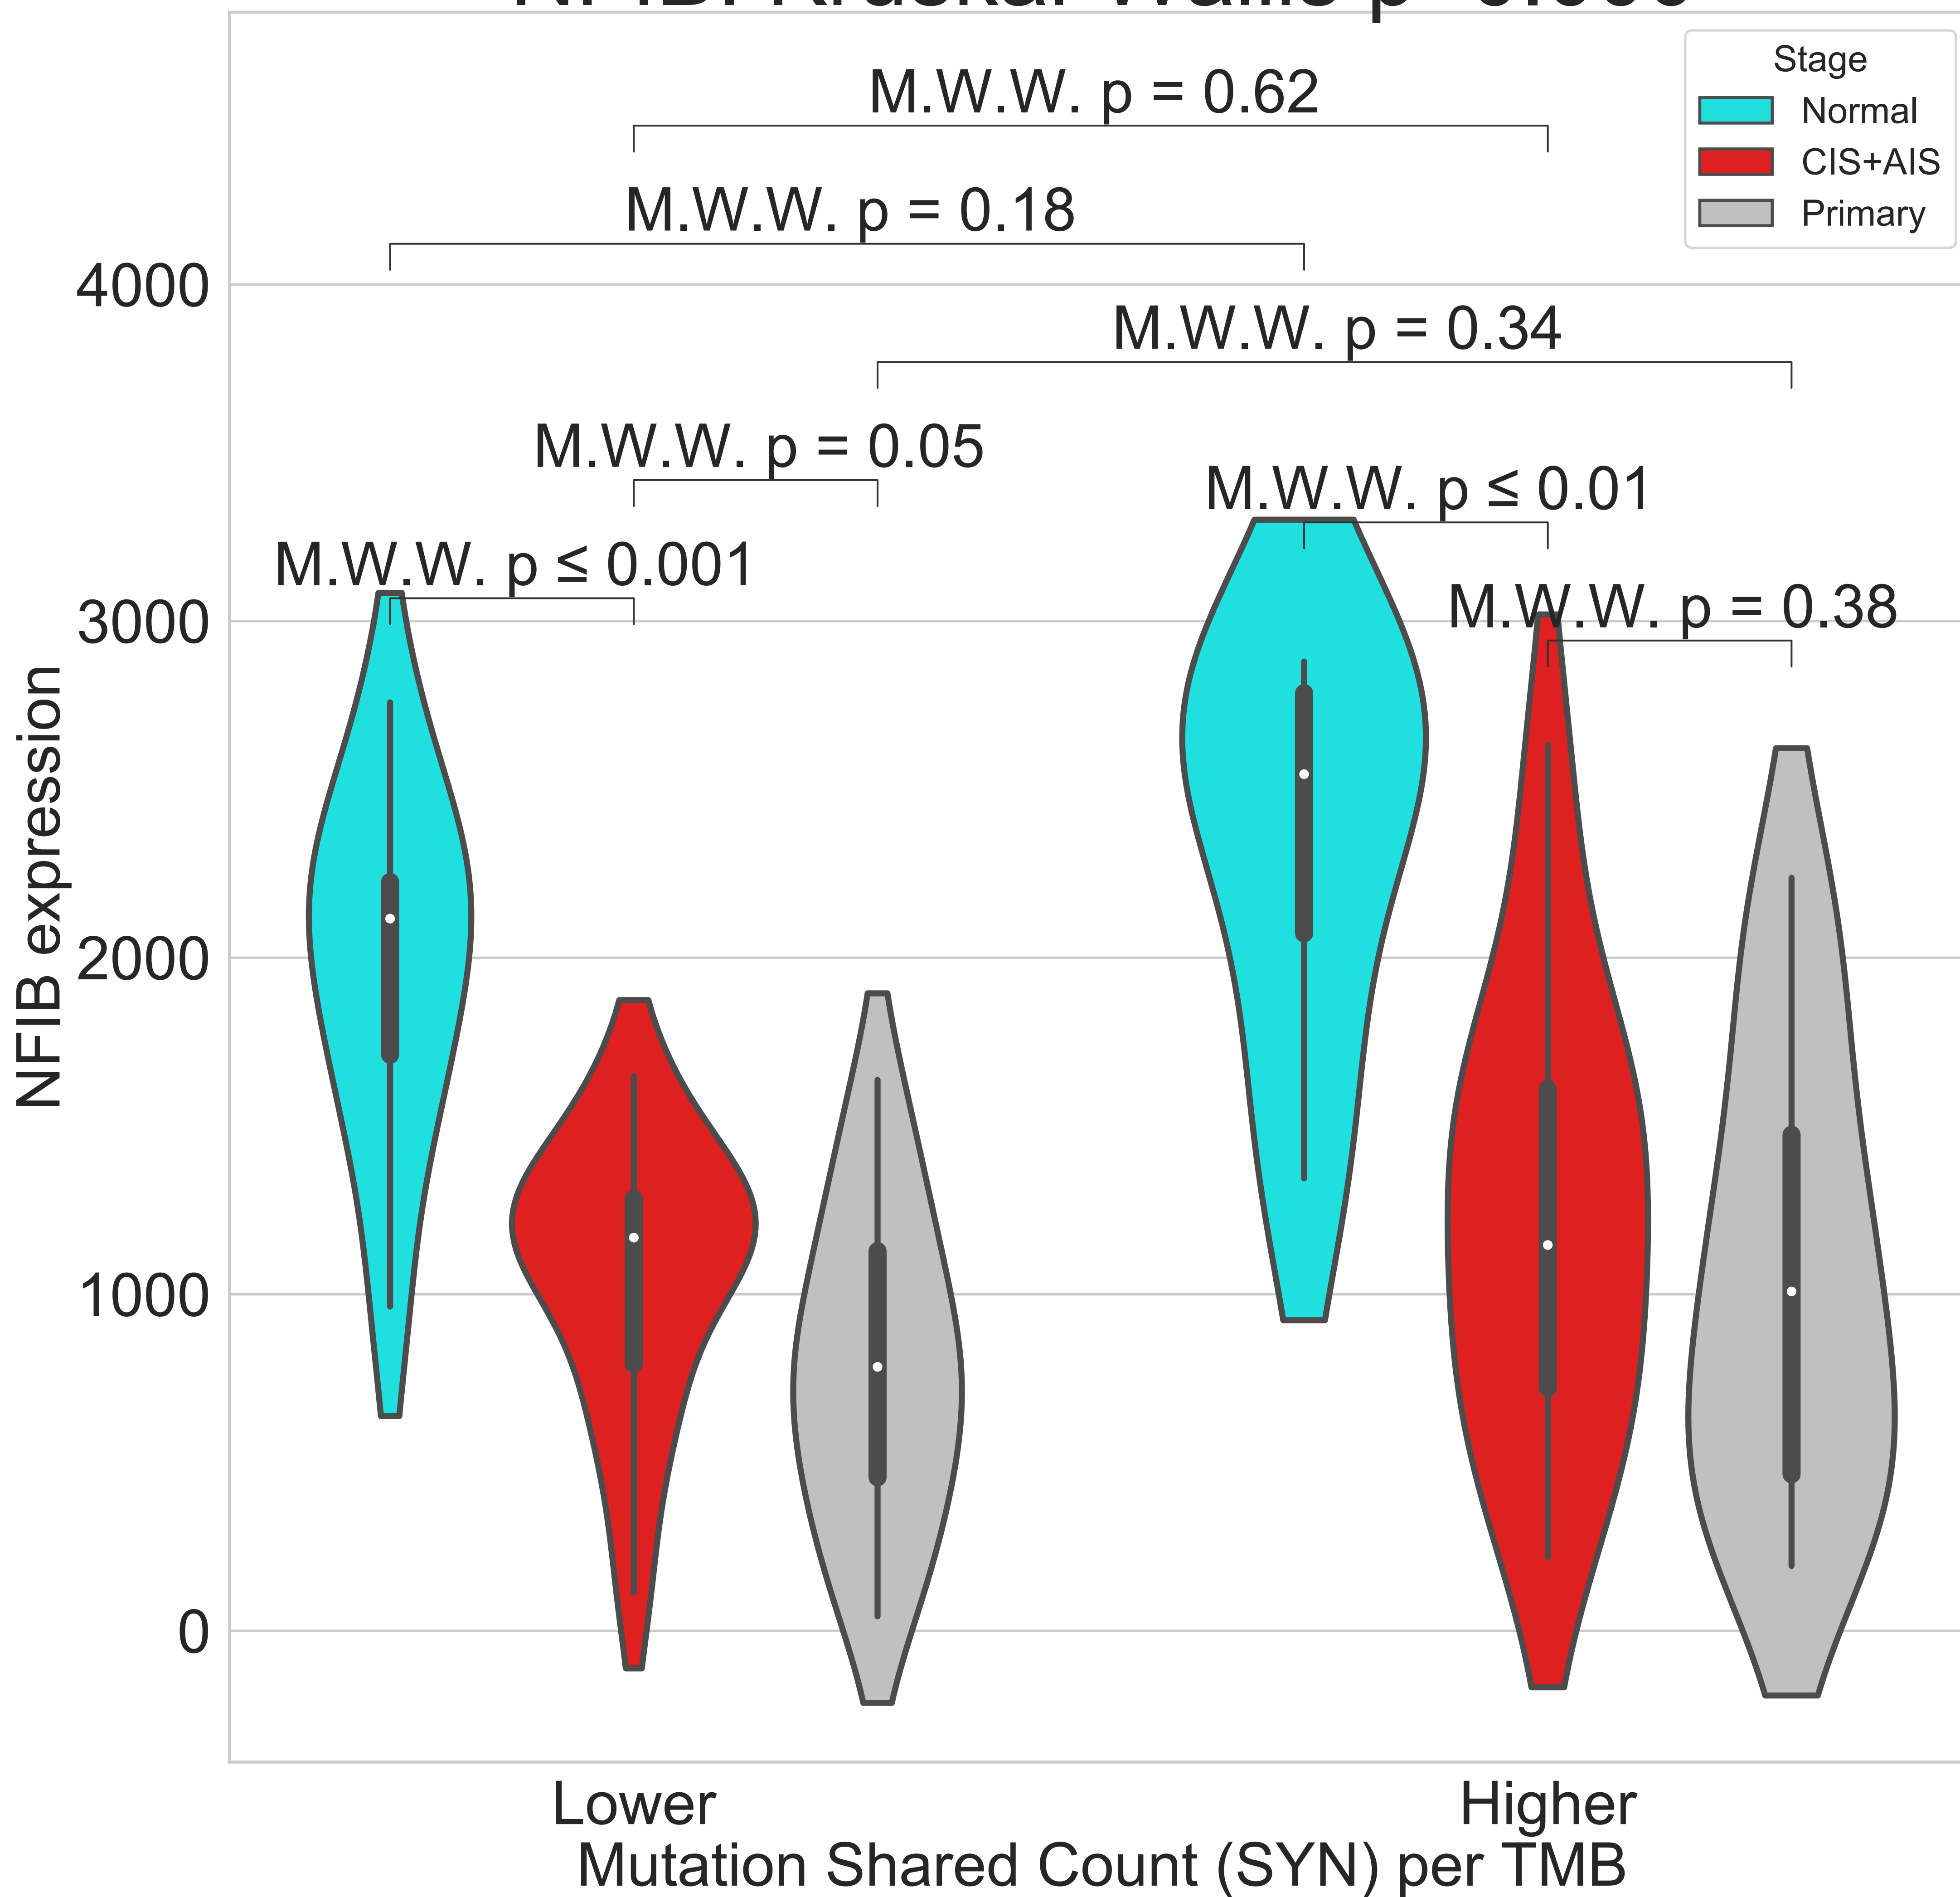 Stage
Normal
CIS+AIS
Primary
M.W.W. p = 0.62
M.W.W. p = 0.18
M.W.W. p = 0.34
M.W.W. p = 0.05
M.W.W. p ≤ 0.01
M.W.W. p ≤ 0.001
M.W.W. p = 0.38
4000
3000
2000
1000
0
NFIB expression
Lower
Higher
Mutation Shared Count (SYN) per TMB